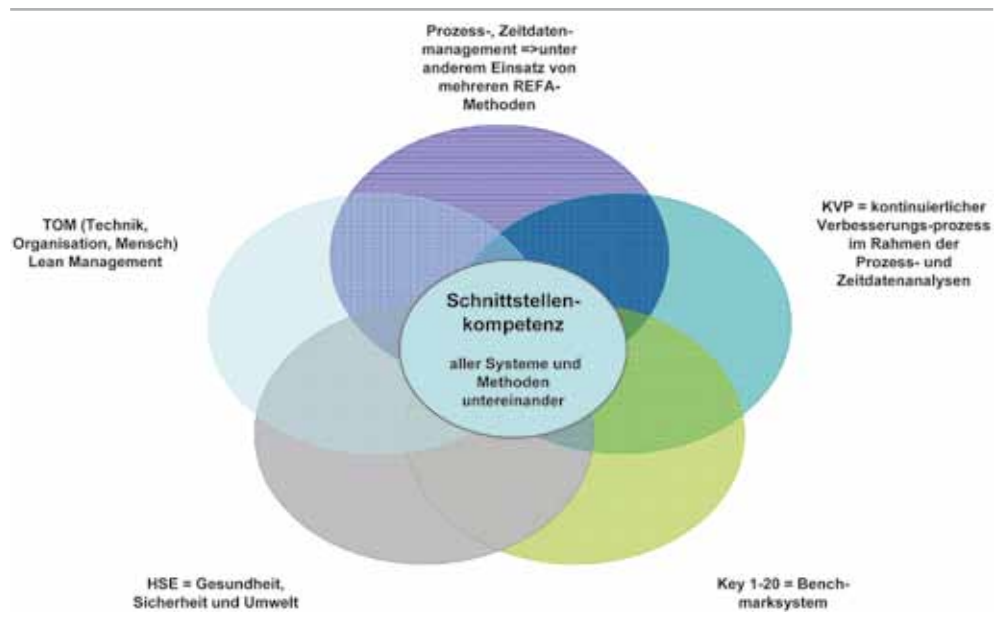 Prozess-, Zeitdaten-
management =>unter
anderem Einsatz von
mehreren REFA-
Methoden
TOM (Technik,
Organisation, Mensch)
Lean Management
KVP = kontinuierlicher
Verbesserungs-prozess
im Rahmen der
Prozess- und
Zeitdatenanalysen
Schnittstellen-
kompetenz
aller Systeme und
Methoden
untereinander
HSE = Gesundheit,
Sicherheit und Umwelt
Key 1-20 = Bench-
marksystem